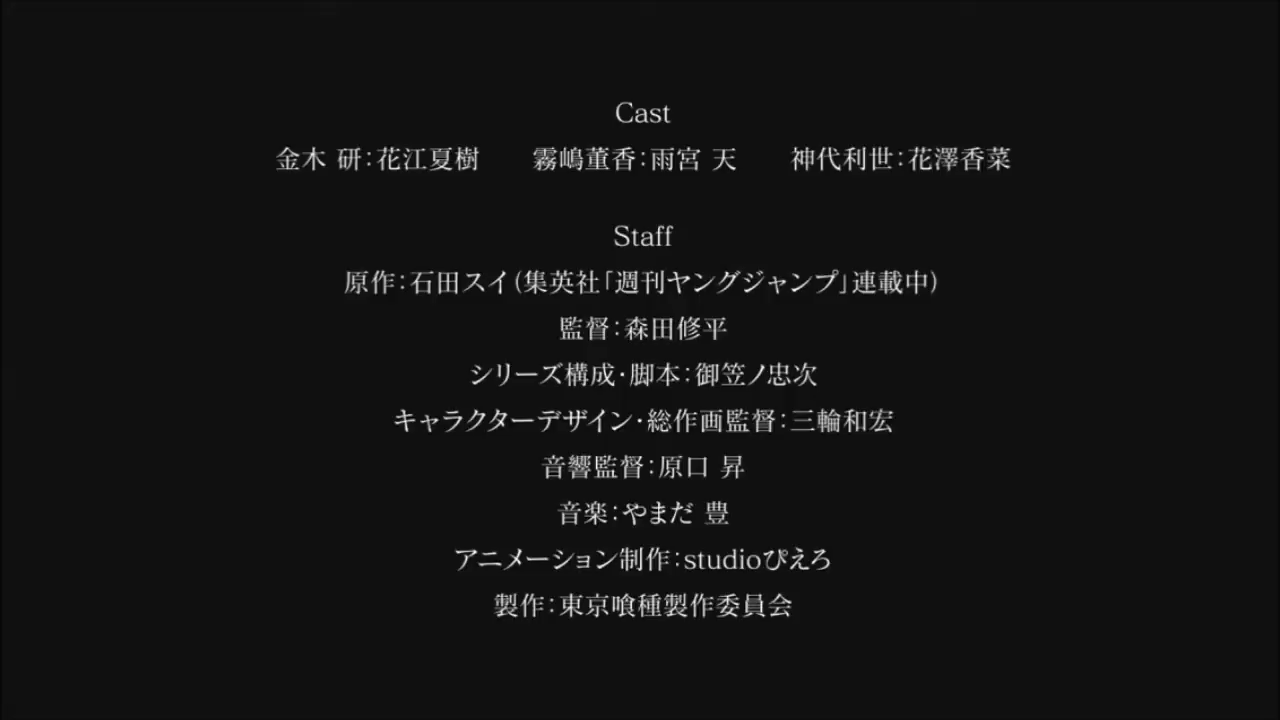 Cast
金木 研：花江夏樹　　霧嶋董香：雨宮 天　　神代利世：花澤香菜
Staff
原作：石田スイ（集英社「週刊ヤングジャンプ」連載中）
監督：森田修平
シリーズ構成・脚本：御笠ノ忠次
キャラクターデザイン・総作画監督：三輪和宏
音響監督：原口 昇
音楽：やまだ 豊
アニメーション制作：studioぴえろ
製作：東京喰種製作委員会